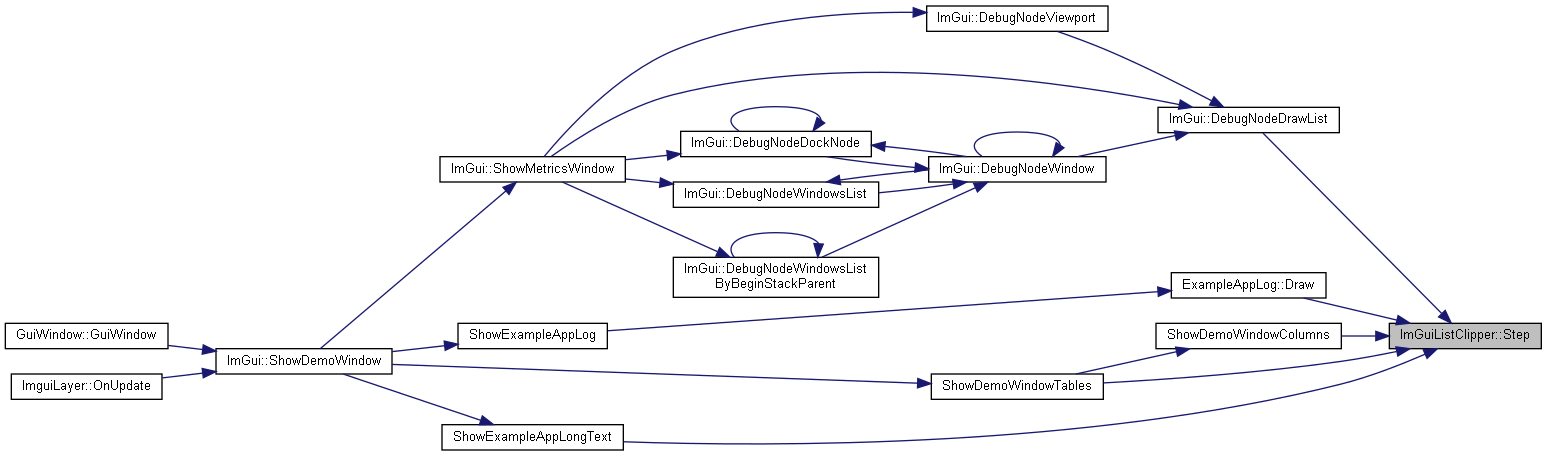 ImGui::DebugNodeViewport
ImGui::DebugNodeDrawList
ImGui::DebugNodeDockNode
ImGui::ShowMetricsWindow
ImGui::DebugNodeWindow
ImGui::DebugNodeWindowsList
ImGui::DebugNodeWindowsList
ByBeginStackParent
ExampleAppLog::Draw
GuiWindow::GuiWindow
ShowExampleAppLog
ShowDemoWindowColumns
ImGuiListClipper::Step
ImGui::ShowDemoWindow
ImguiLayer::OnUpdate
ShowDemoWindowTables
ShowExampleAppLongText